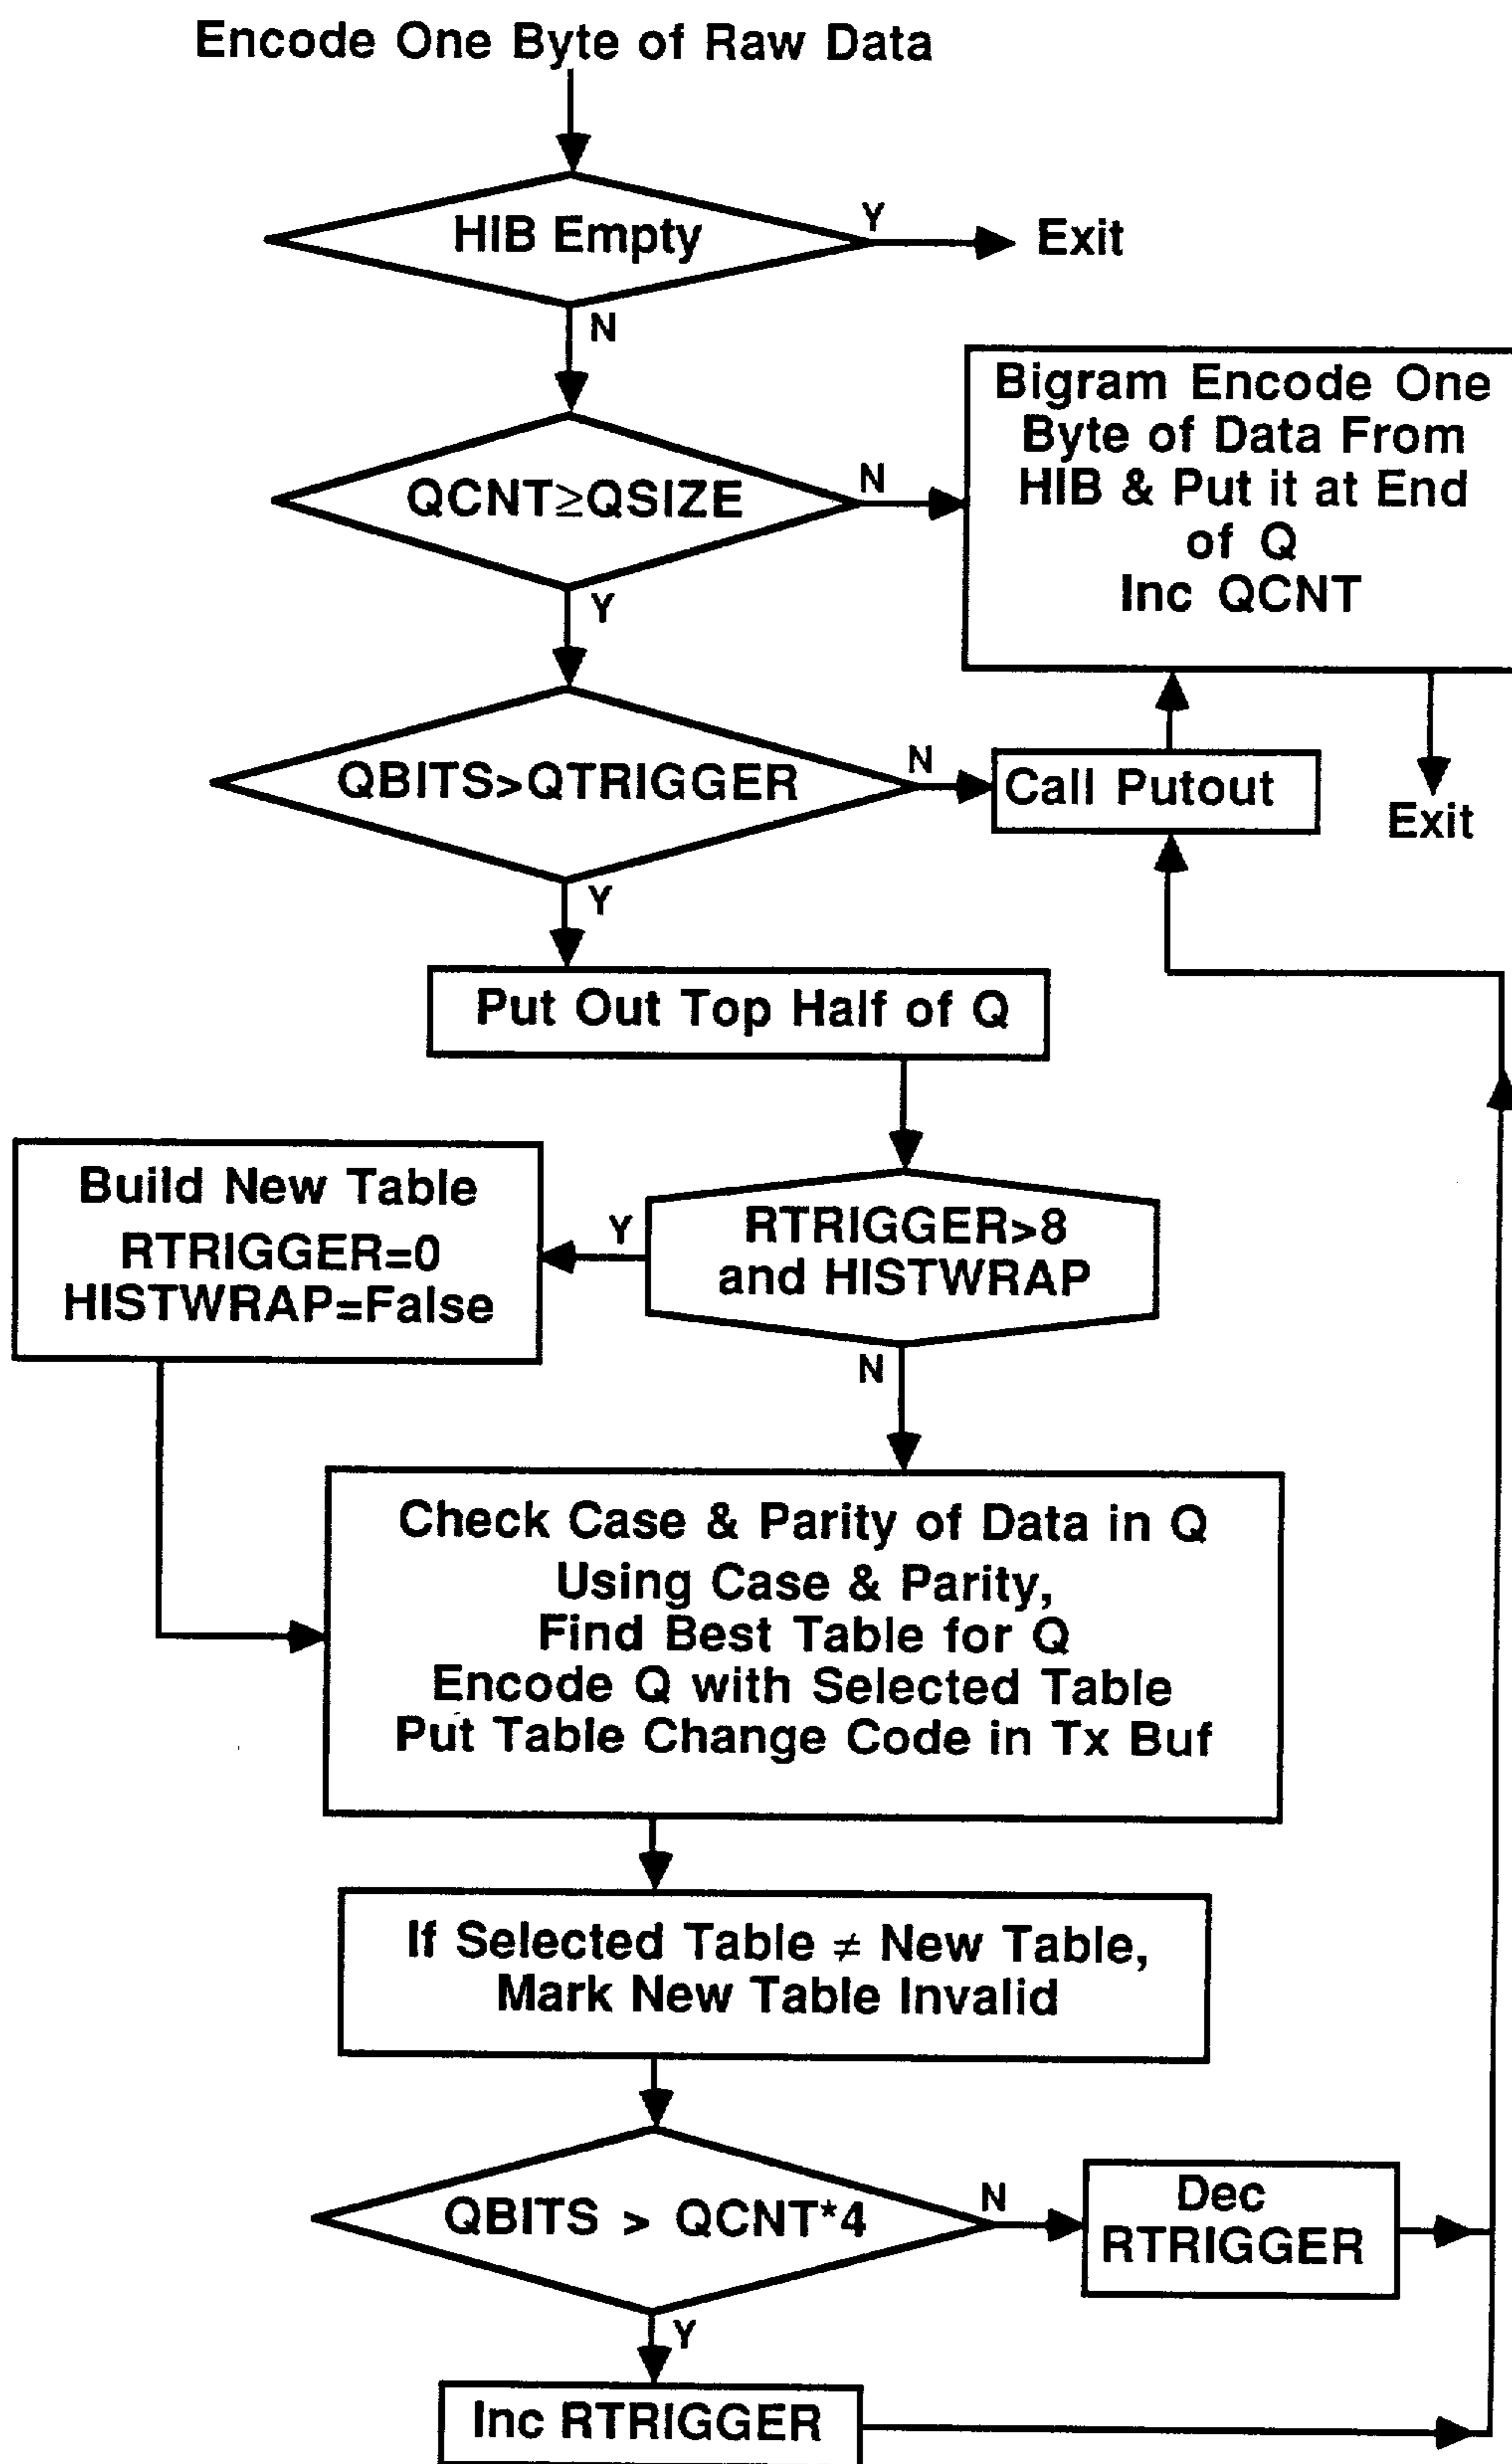 Encode One Byte of Raw Data
HIB Empty
Y
Exit
N
QCNT≥QSIZE
N
Bigram Encode One
Byte of Data From
HIB & Put it at End
of Q
Inc QCNT
Y
QBITS>QTRIGGER
N
Call Putout
Exit
Y
Put Out Top Half of Q
RTRIGGER>8
and HISTWRAP
Y
Build New Table
RTRIGGER=0
HISTWRAP=False
N
Check Case & Parity of Data in Q
Using Case & Parity,
Find Best Table for Q
Encode Q with Selected Table
Put Table Change Code in Tx Buf
If Selected Table ≠ New Table,
Mark New Table Invalid
QBITS > QCNT*4
N
Dec
RTRIGGER
Y
Inc RTRIGGER